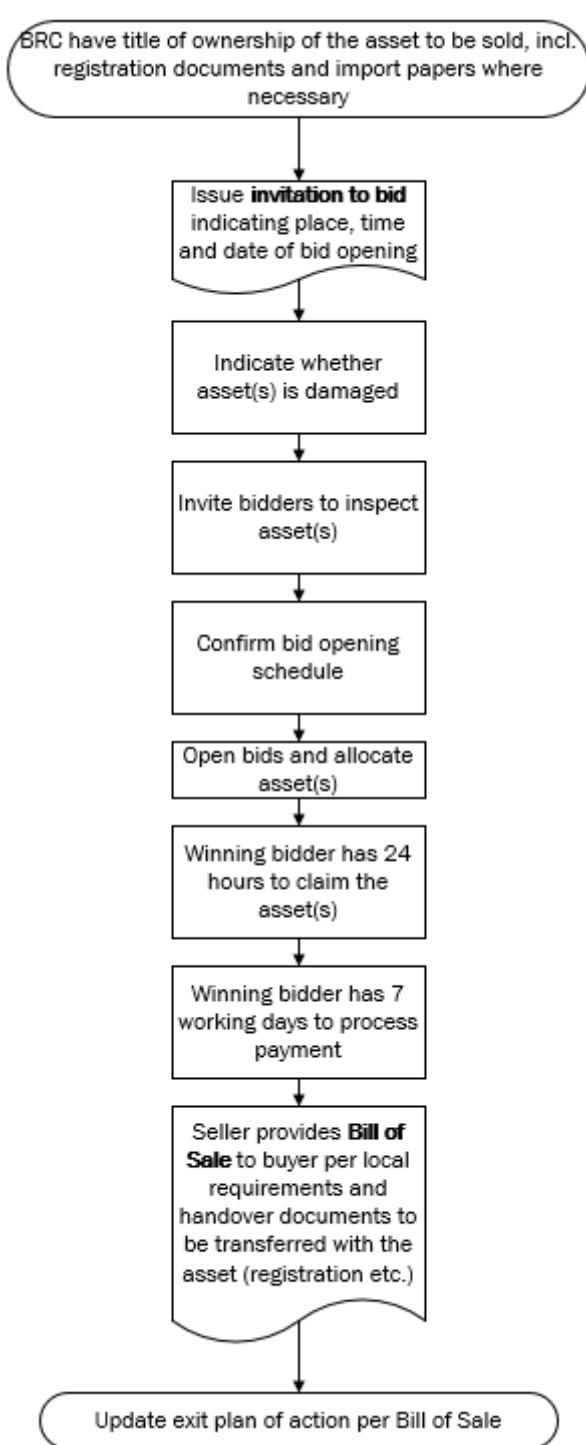 BRC have title of ownership of the asset to be sold, incl.
registration documents and import papers where
necessary
Issue invitation to bid
indicating place, time
and date of bid opening
Indicate whether
asset(s) is damaged
Invite bidders to inspect
asset(s)
Confirm bid opening
schedule
Open bids and allocate
asset(s)
Winning bidder has 24
hours to claim the
asset(s)
Winning bidder has 7
working days to process
payment
Seller provides Bill of
Sale to buyer per local
requirements and
handover documents to
be transferred with the
asset (registration etc.)
Update exit plan of action per Bill of Sale